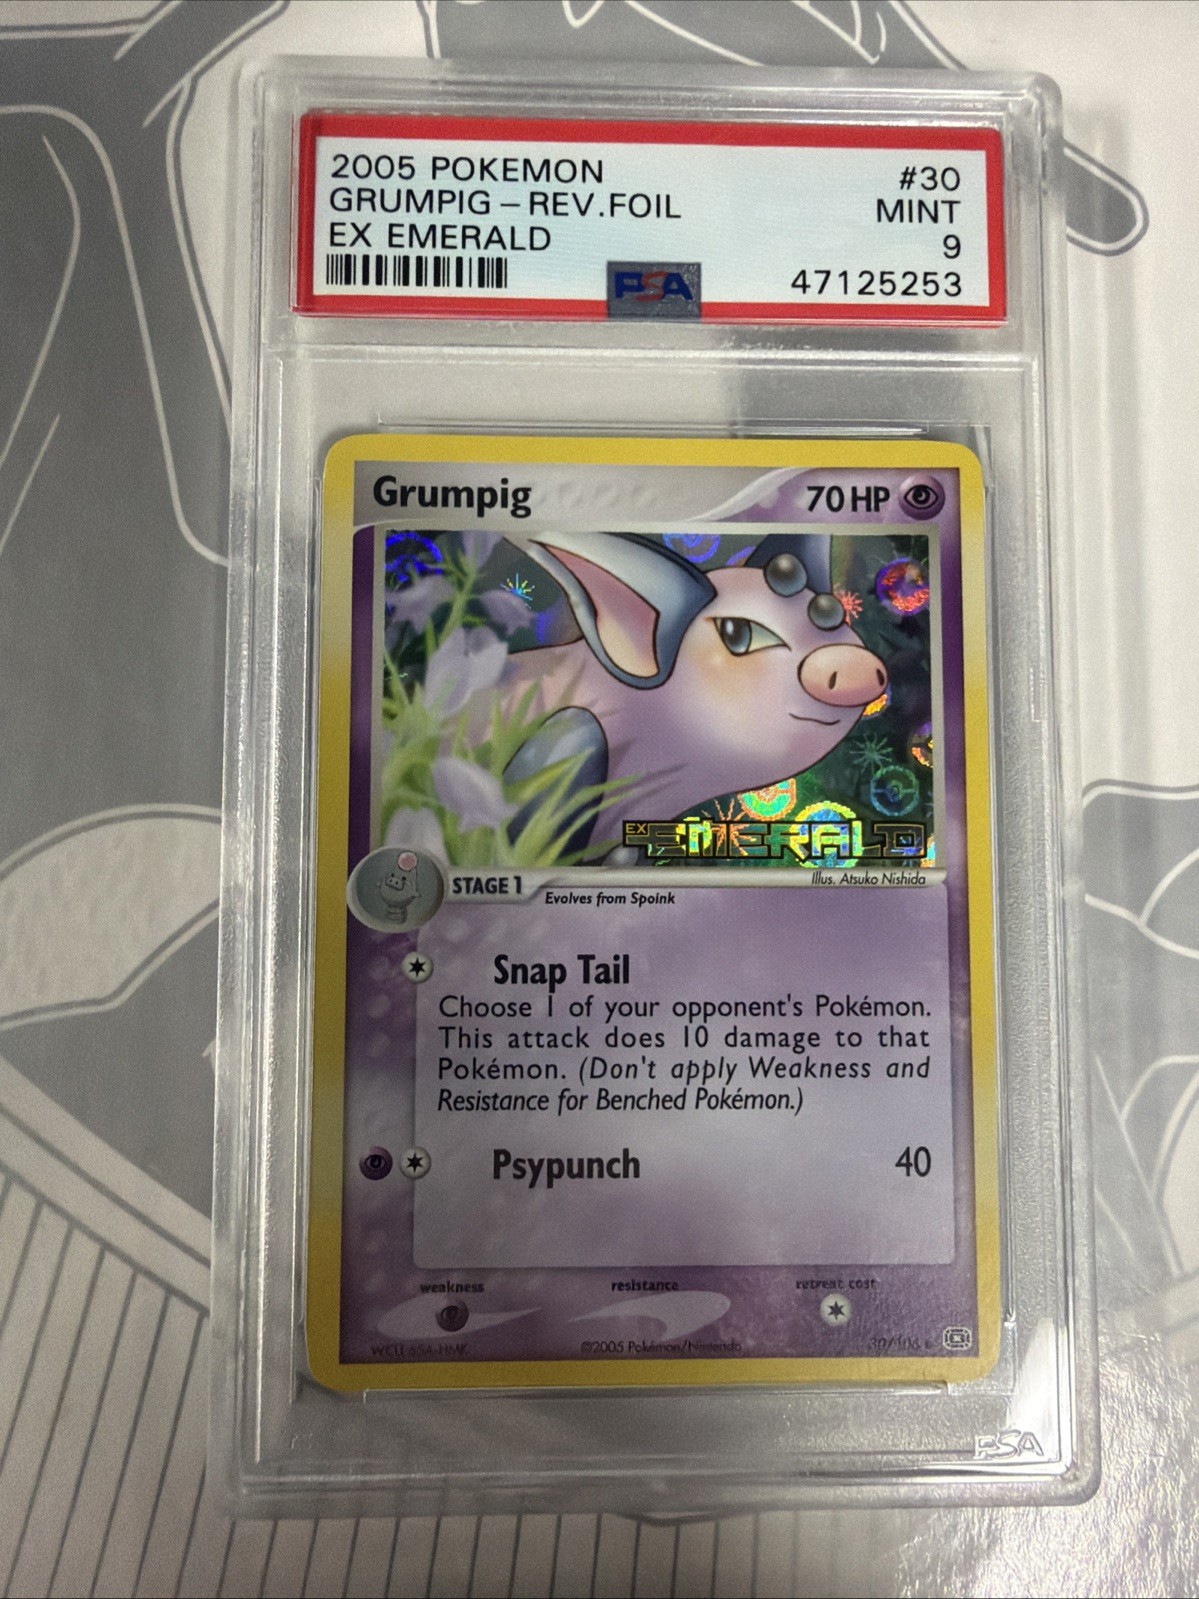 2005 POKEMON #30
GRUMPIG - REV.FOIL MINT
EX EMERALD 9
PSA 47125253
Grumpig 70 HP
EX EMERALD
Illus. Atsuko Nishida
STAGE 1
Evolves from Spoink
Snap Tail
Choose 1 of your opponent's Pokémon.
This attack does 10 damage to that
Pokémon. (Don't apply Weakness and
Resistance for Benched Pokémon.)
Psypunch 40
weakness resistance retreat cost
©2005 Pokémon/Nintendo 30/106
PSA